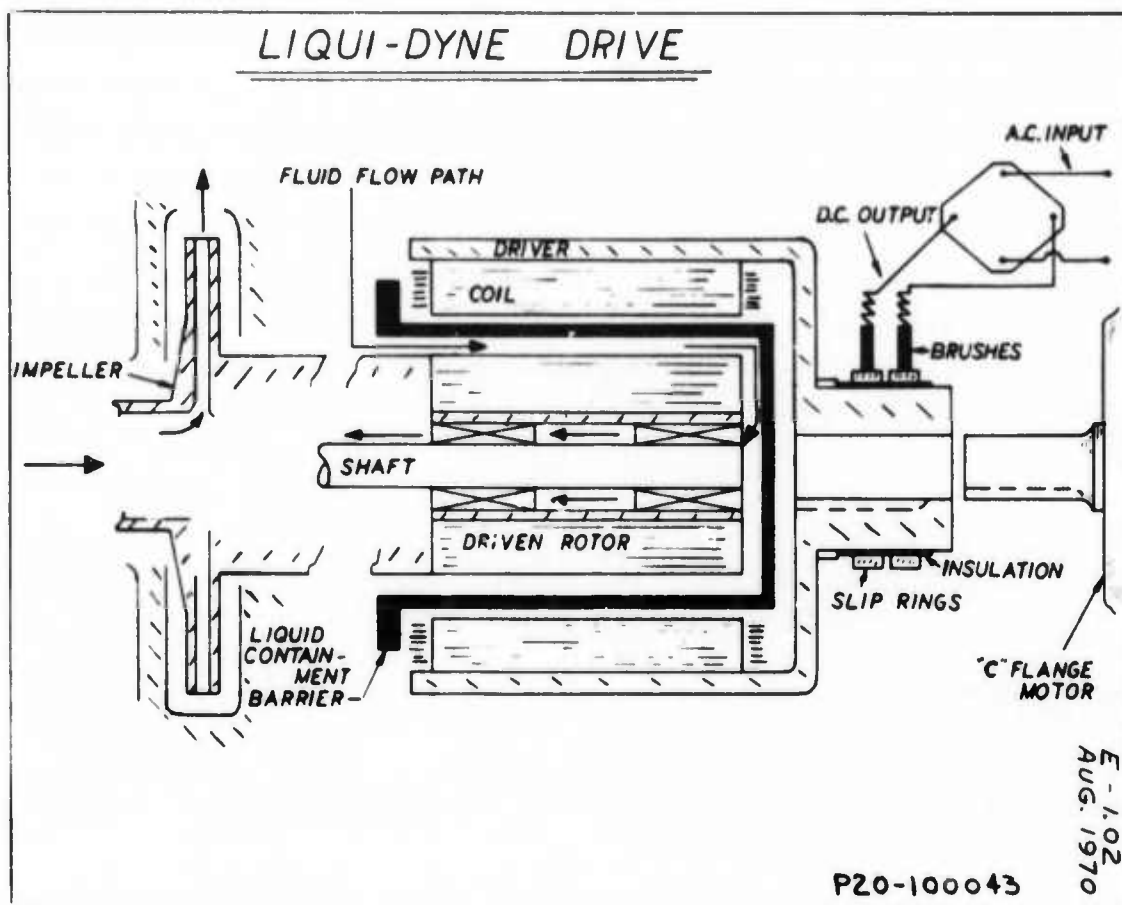 LIQUI-DYNE DRIVE
A.C. INPUT
FLUID FLOW PATH
D.C. OUTPUT
DRIVER
COIL
BRUSHES
IMPELLER
SHAFT
DRIVEN ROTOR
INSULATION
SLIP RINGS
LIQUID
CONTAIN-
MENT
BARRIER
"C" FLANGE
MOTOR
E-1.02
AUG. 1970
P20-100043